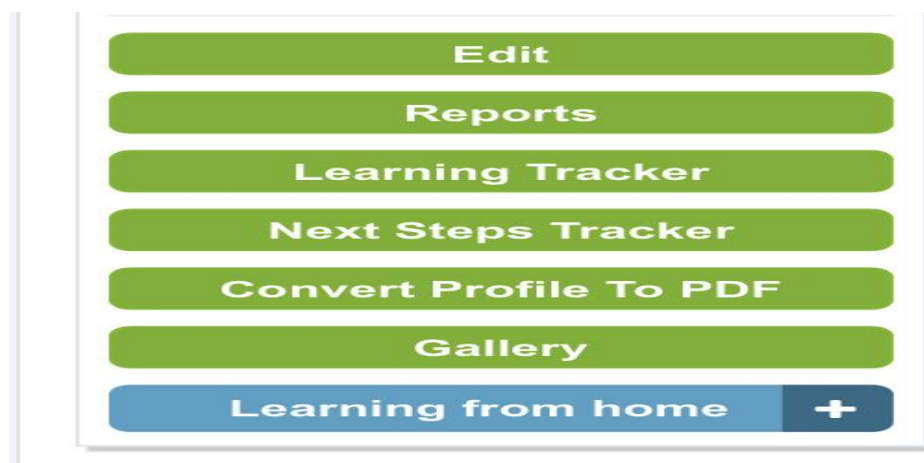 Edit
Reports
Learning Tracker
Next Steps Tracker
Convert Profile To PDF
Gallery
Learning from home +